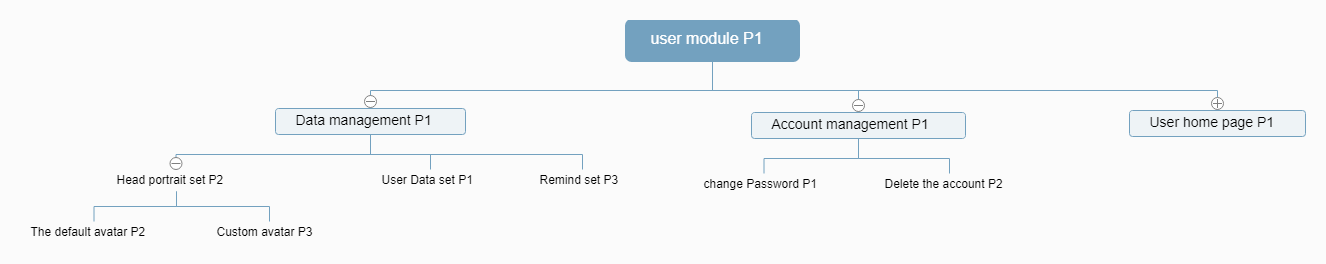 user module P1
Data management P1
Account management P1
User home page P1
Head portrait set P2
User Data set P1
Remind set P3
change Password P1
Delete the account P2
The default avatar P2
Custom avatar P3